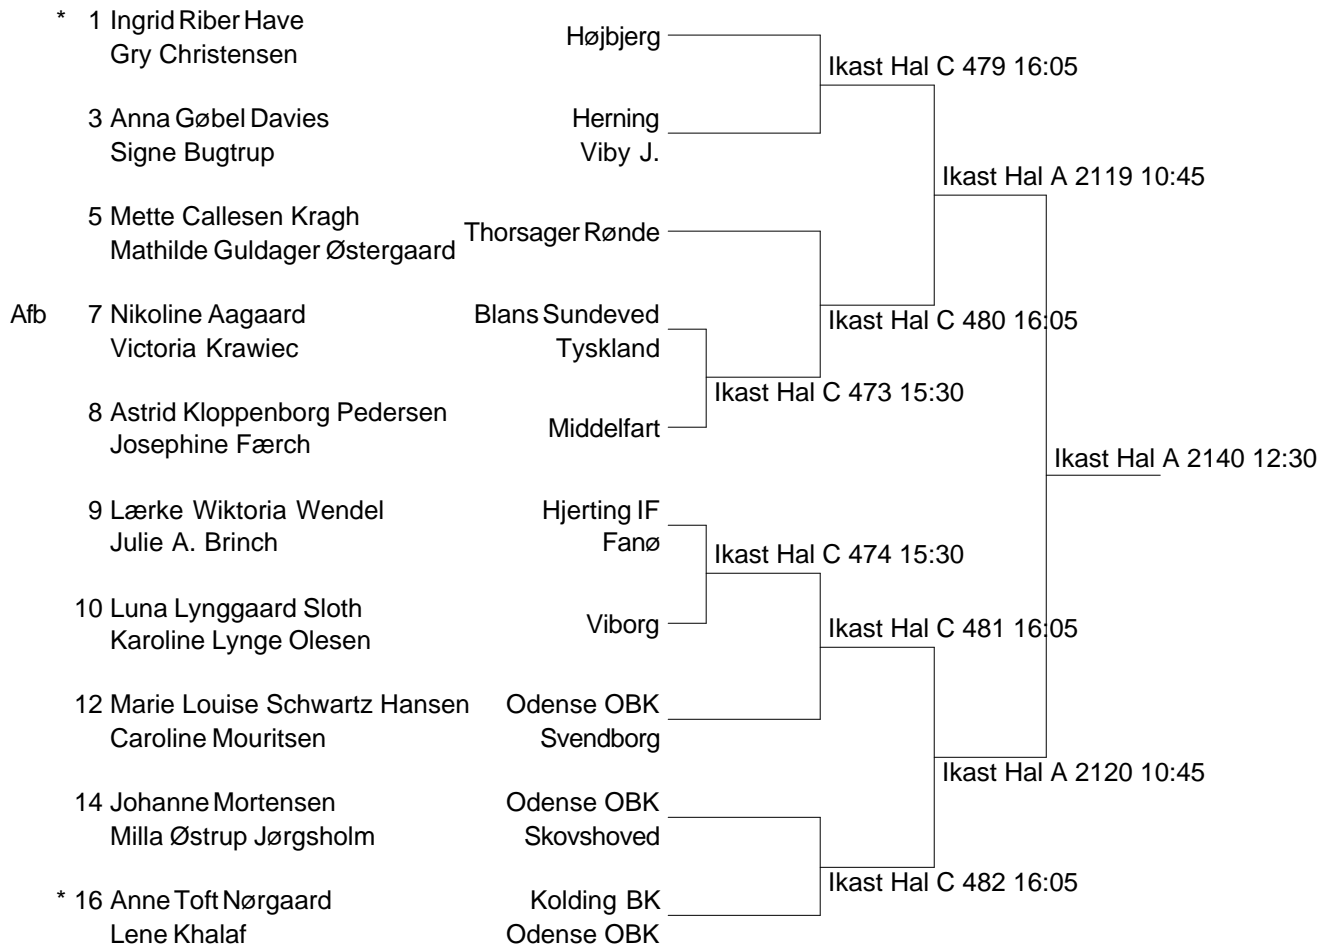 * 1 Ingrid Riber Have
Gry Christensen
Højbjerg
Ikast Hal C 479 16:05
3 Anna Gøbel Davies Herning
Signe Bugtrup Viby J.
Ikast Hal A 2119 10:45
5 Mette Callesen Kragh
Mathilde Guldager Østergaard
Thorsager Rønde
Afb 7 Nikoline Aagaard Blans Sundeved
Victoria Krawiec Tyskland
Ikast Hal C 480 16:05
Ikast Hal C 473 15:30
8 Astrid Kloppenborg Pedersen
Josephine Færch
Middelfart
Ikast Hal A 2140 12:30
9 Lærke Wiktoria Wendel Hjerting IF
Julie A. Brinch Fanø
Ikast Hal C 474 15:30
10 Luna Lynggaard Sloth
Karoline Lynge Olesen
Viborg
Ikast Hal C 481 16:05
12 Marie Louise Schwartz Hansen Odense OBK
Caroline Mouritsen Svendborg
Ikast Hal A 2120 10:45
14 Johanne Mortensen Odense OBK
Milla Østrup Jørgsholm Skovshoved
Ikast Hal C 482 16:05
* 16 Anne Toft Nørgaard Kolding BK
Lene Khalaf Odense OBK